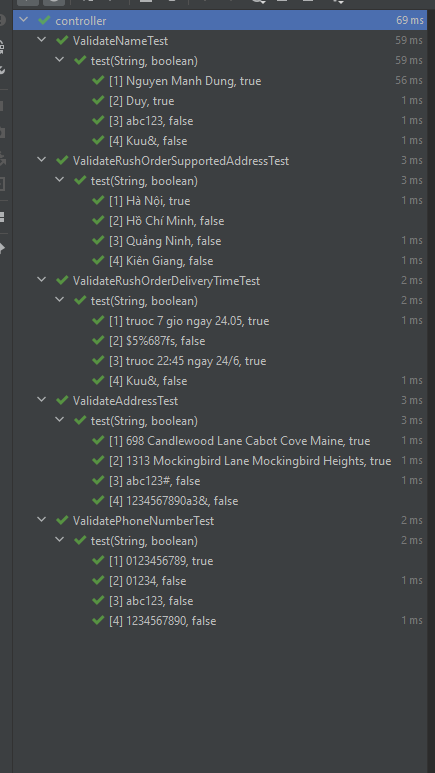 controller 69 ms
ValidateNameTest 59 ms
test(String, boolean) 59 ms
[1] Nguyen Manh Dung, true 56 ms
[2] Duy, true 1 ms
[3] abc123, false 1 ms
[4] Kuu&, false 1 ms
ValidateRushOrderSupportedAddressTest 3 ms
test(String, boolean) 3 ms
[1] Hà Nội, true 1 ms
[2] Hồ Chí Minh, false
[3] Quảng Ninh, false 1 ms
[4] Kiên Giang, false 1 ms
ValidateRushOrderDeliveryTimeTest 2 ms
test(String, boolean) 2 ms
[1] truoc 7 gio ngay 24.05, true 1 ms
[2] $5%687fs, false
[3] truoc 22:45 ngay 24/6, true
[4] Kuu&, false 1 ms
ValidateAddressTest 3 ms
test(String, boolean) 3 ms
[1] 698 Candlewood Lane Cabot Cove Maine, true 1 ms
[2] 1313 Mockingbird Lane Mockingbird Heights, true 1 ms
[3] abc123#, false 1 ms
[4] 1234567890a3&, false
ValidatePhoneNumberTest 2 ms
test(String, boolean) 2 ms
[1] 0123456789, true
[2] 01234, false 1 ms
[3] abc123, false
[4] 1234567890, false 1 ms